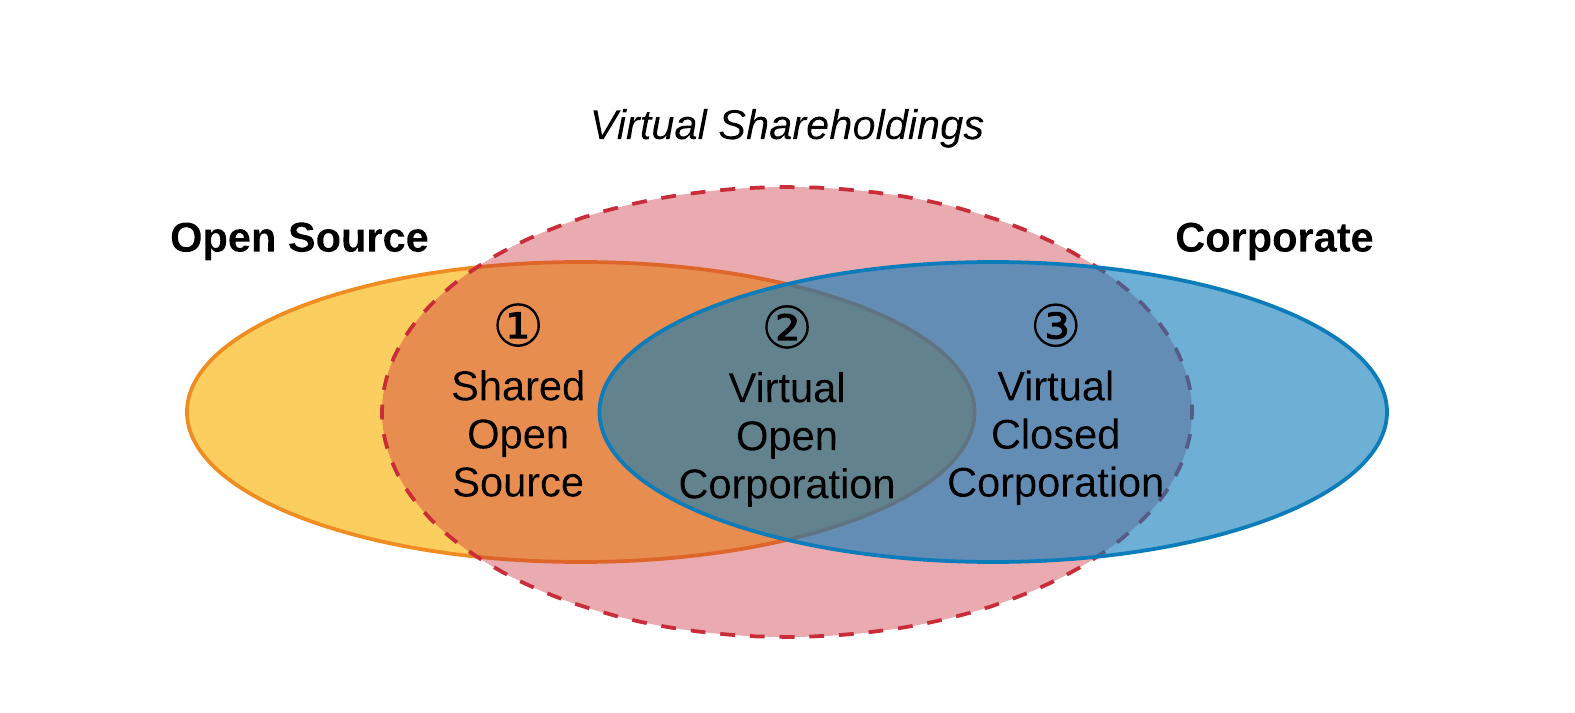 Virtual Shareholdings
Open Source
Corporate
①
Shared
Open
Source
②
Virtual
Open
Corporation
③
Virtual
Closed
Corporation